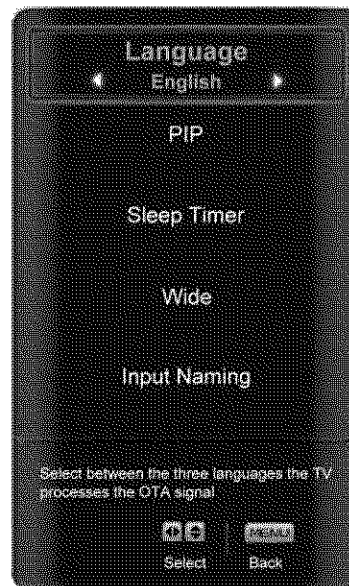 Language
English
PIP
Sleep Timer
Wide
Input Naming
Select between the three languages the TV
processes the OTA signal
MENU
Select Back